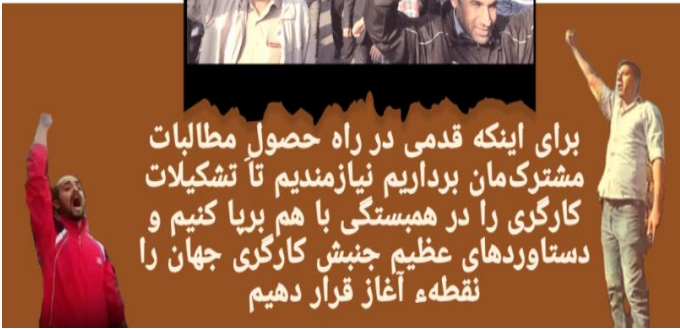 برای اینکه قدمی در راه حصول مطالبات
مشترک‌مان برداریم نیازمندیم تاَ تشکیلات
کارگری را در همبستگی با هم برپا کنیم و
دستاوردهای عظیم جنبش کارگری جهان را
نقطهء آغاز قرار دهیم